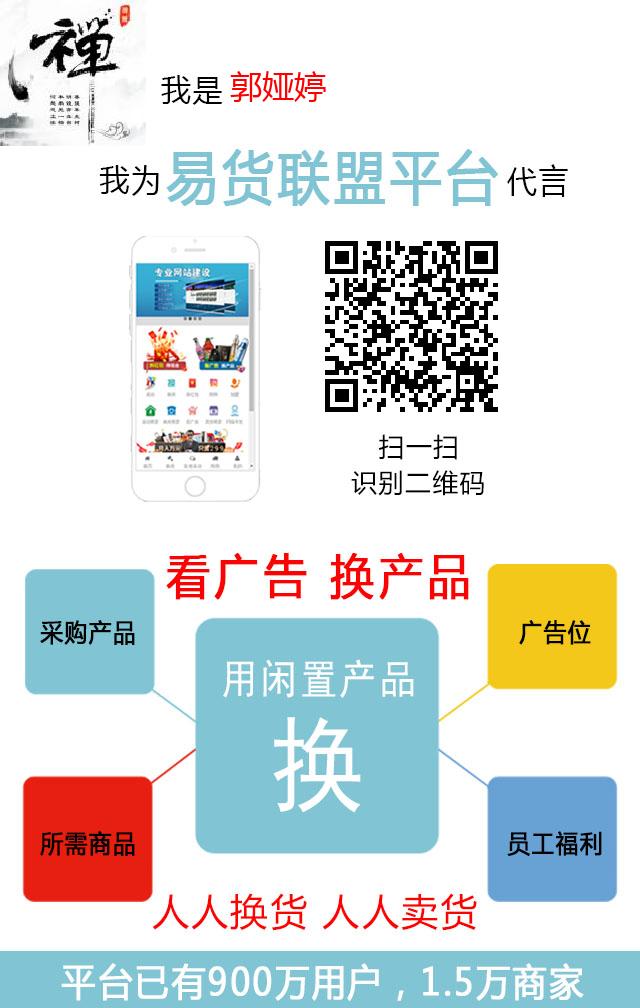 禅
我是 郭娅婷
我为 易货联盟平台 代言
专业网站建设
扫一扫
识别二维码
看广告 换产品
采购产品
广告位
用闲置产品
换
所需商品
员工福利
人人换货 人人卖货
平台已有900万用户，1.5万商家